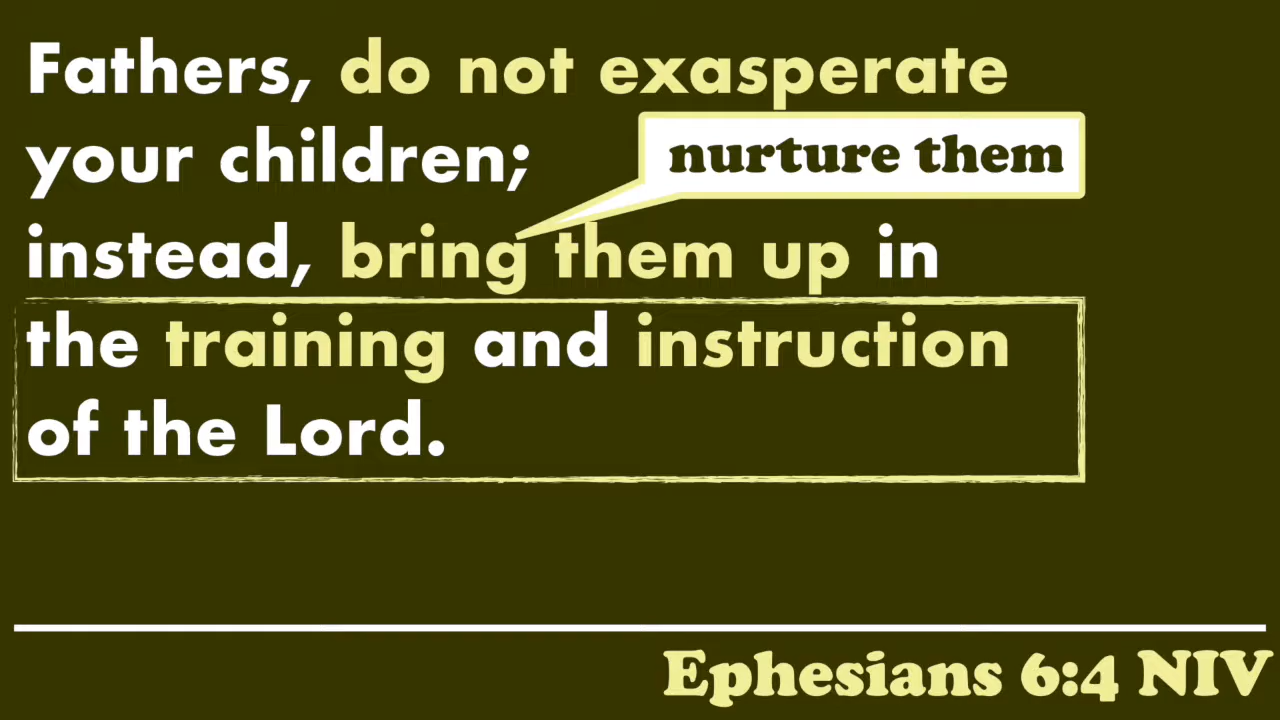 Fathers, do not exasperate
your children;
nurture them
instead, bring them up in
the training and instruction
of the Lord.
Ephesians 6:4 NIV